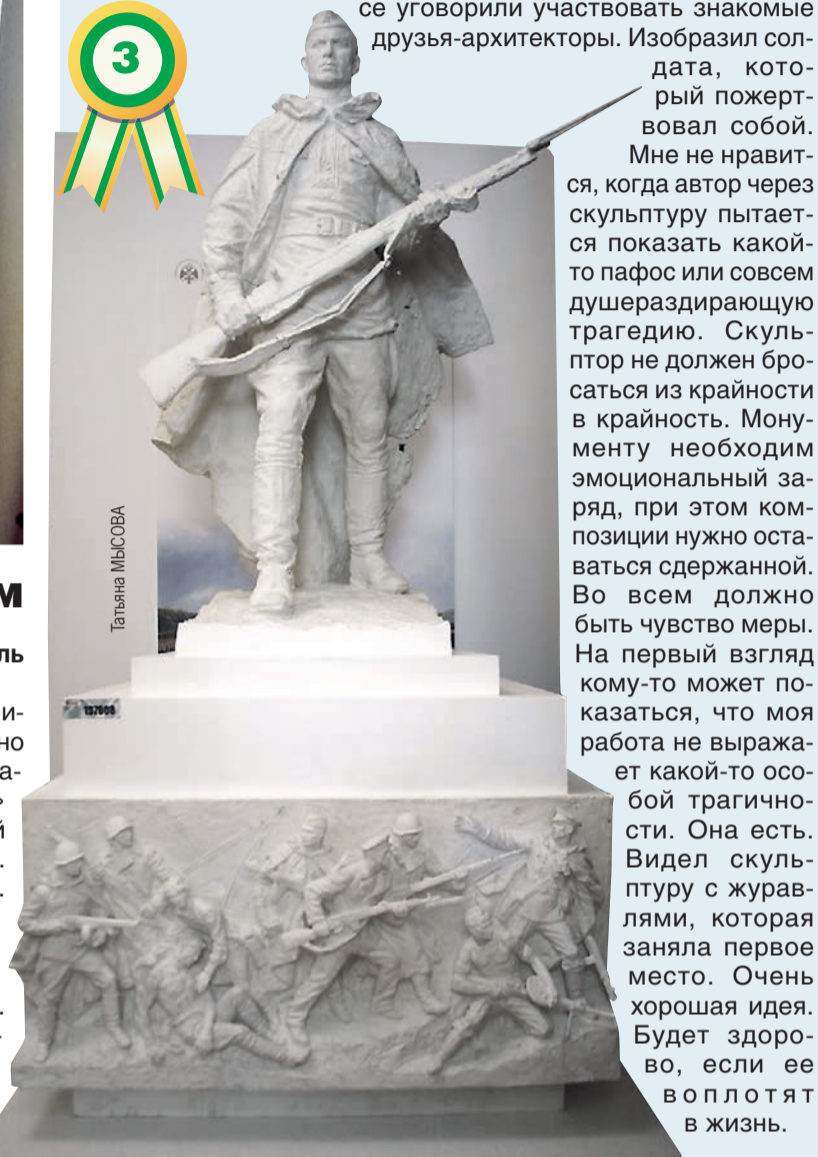 3
се уговорили участвовать знакомые
друзья-архитекторы. Изобразил сол-
дата, кото-
рый пожерт-
вовал собой.
Мне не нравит-
ся, когда автор через
скульптуру пытает-
ся показать какой-
то пафос или совсем
душераздирающую
трагедию. Скуль-
птор не должен бро-
саться из крайности
в крайность. Мону-
менту необходим
эмоциональный за-
ряд, при этом ком-
позиции нужно оста-
ваться сдержанной.
Во всем должно
быть чувство меры.
На первый взгляд
кому-то может по-
казаться, что моя
работа не выража-
ет какой-то осо-
бой трагично-
сти. Она есть.
Видел скуль-
птуру с журав-
лями, которая
заняла первое
место. Очень
хорошая идея.
Будет здоро-
во, если ее
воплотят
в жизнь.
Татьяна МЫСОВА
м
ль
и-
но
а-
й
.
.
.